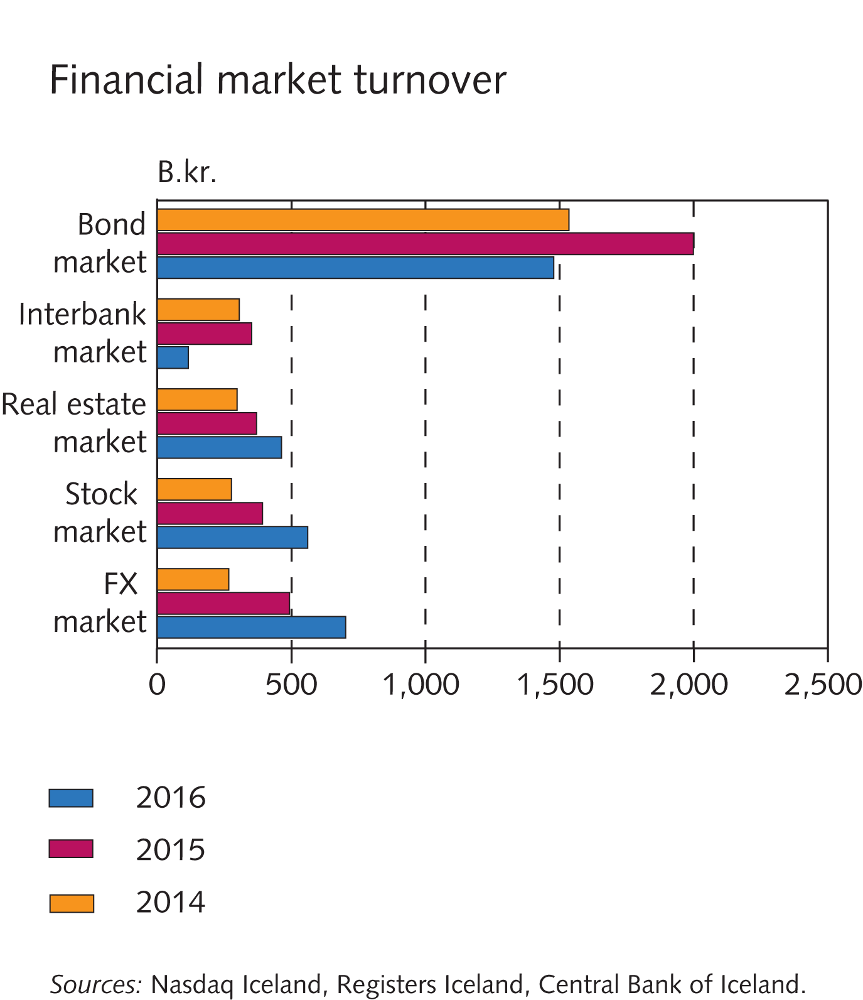 Financial market turnover
B.kr.
Bond
market
Interbank
market
Real estate
market
Stock
market
FX
market
0 500 1,000 1,500 2,000 2,500
2016
2015
2014
Sources: Nasdaq Iceland, Registers Iceland, Central Bank of Iceland.